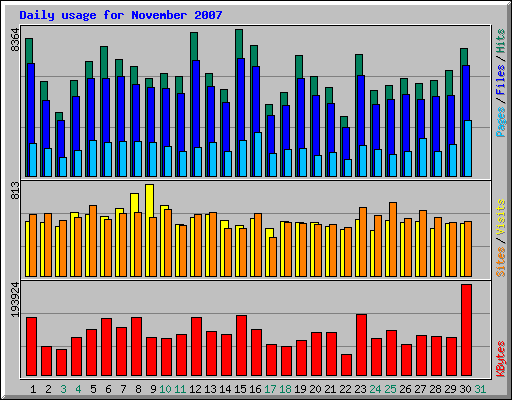 Daily usage for November 2007
8364
Pages / Files / Hits
813
Sites / Visits
193924
KBytes
1 2 3 4 5 6 7 8 9 10 11 12 13 14 15 16 17 18 19 20 21 22 23 24 25 26 27 28 29 30 31